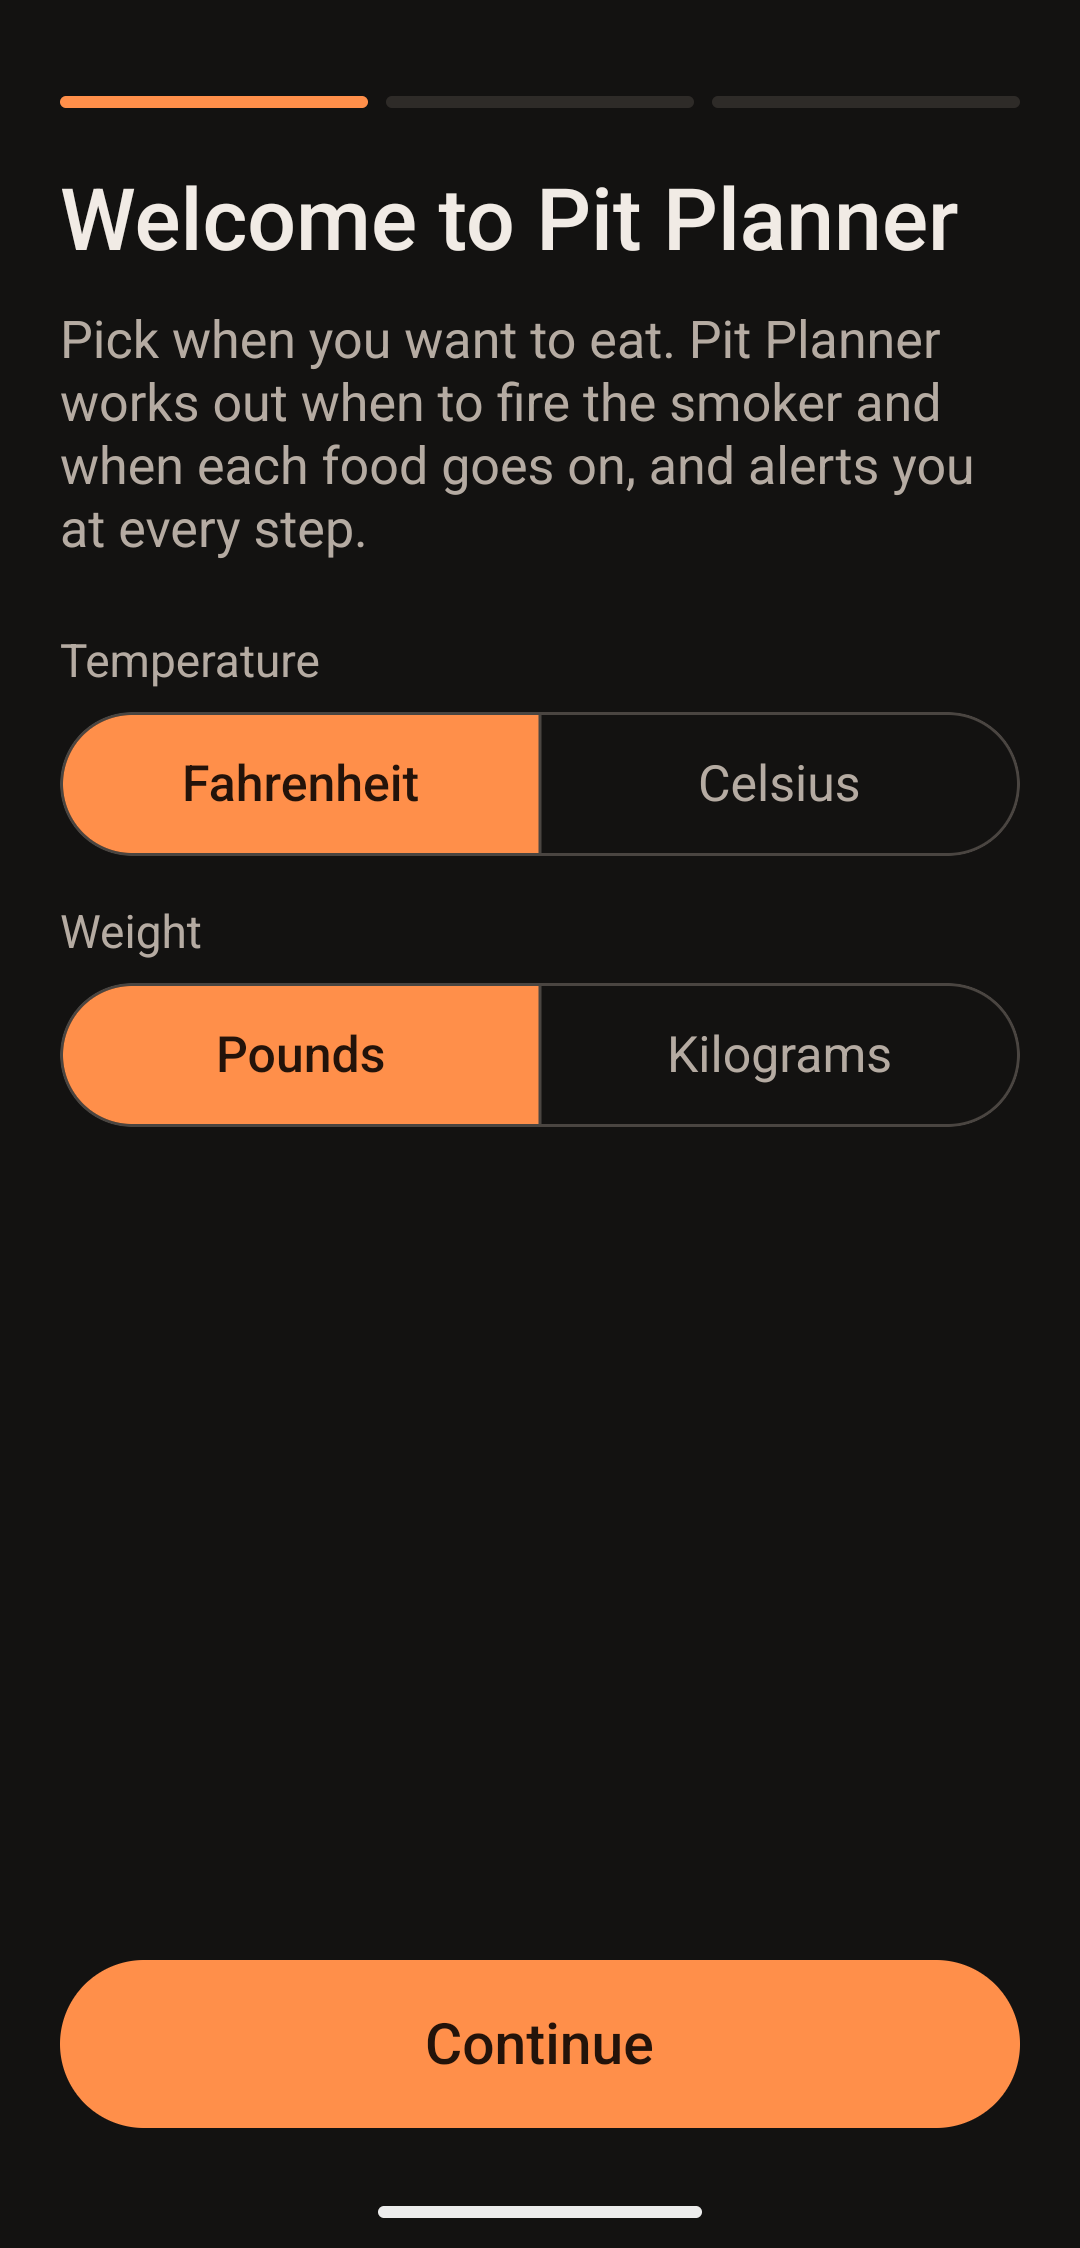 Welcome to Pit Planner
Pick when you want to eat. Pit Planner
works out when to fire the smoker and
when each food goes on, and alerts you
at every step.
Temperature
Fahrenheit
Celsius
Weight
Pounds
Kilograms
Continue